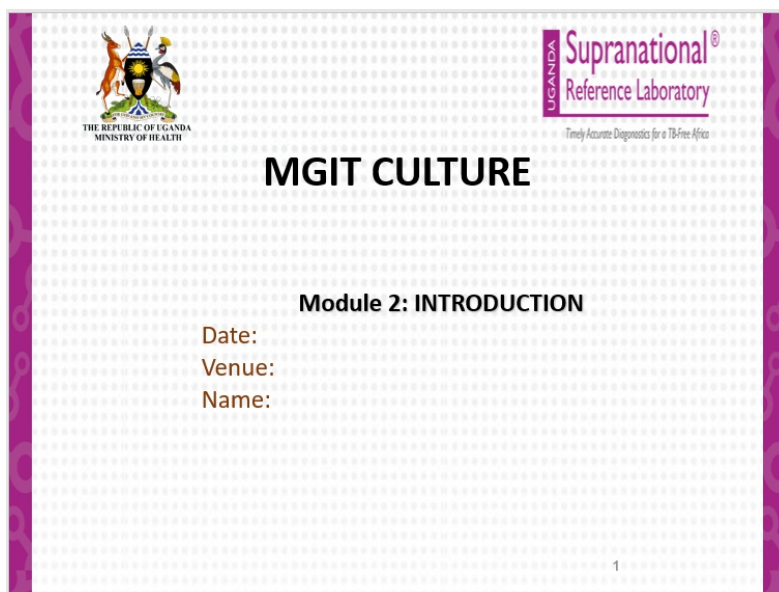 THE REPUBLIC OF UGANDA
MINISTRY OF HEALTH
UGANDA
Supranational®
Reference Laboratory
Timely Accurate Diagnostics for a TB-Free Africa
MGIT CULTURE
Module 2: INTRODUCTION
Date:
Venue:
Name:
1